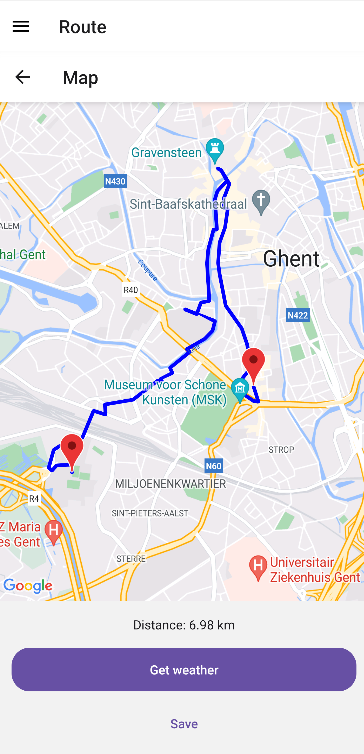 Route
Map
Gravensteen
N430
Sint-Baafskathedraal
ALEM
hal Gent
Coupure
Ghent
R40
N422
Museum voor Schone
Kunsten (MSK)
STROP
N60
MILJOENENKWARTIER
R4
SINT-PIETERS-AALST
Z Maria
es Gent
STERRE
Universitair
Ziekenhuis Gent
Google
Distance: 6.98 km
Get weather
Save